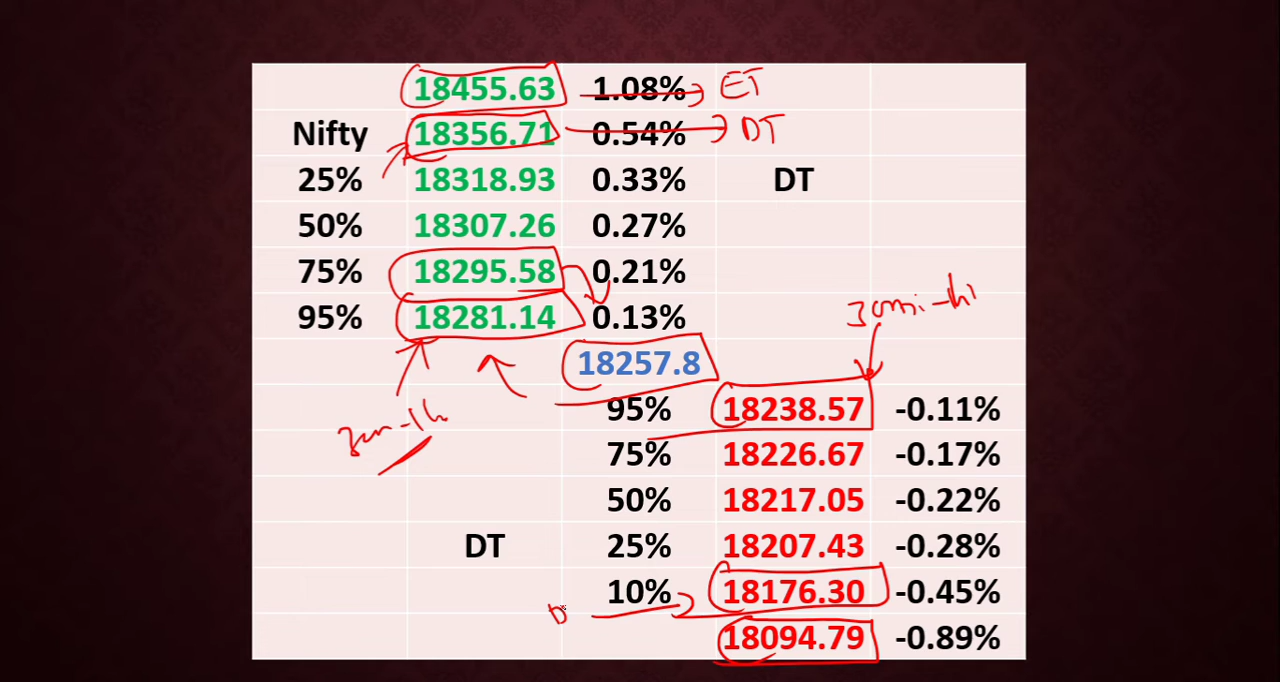 18455.63 1.08% ET
Nifty 18356.71 0.54% DT
25% 18318.93 0.33% DT
50% 18307.26 0.27%
75% 18295.58 0.21%
95% 18281.14 0.13%
18257.8
95% 18238.57 -0.11%
75% 18226.67 -0.17%
50% 18217.05 -0.22%
DT 25% 18207.43 -0.28%
10% 18176.30 -0.45%
18094.79 -0.89%